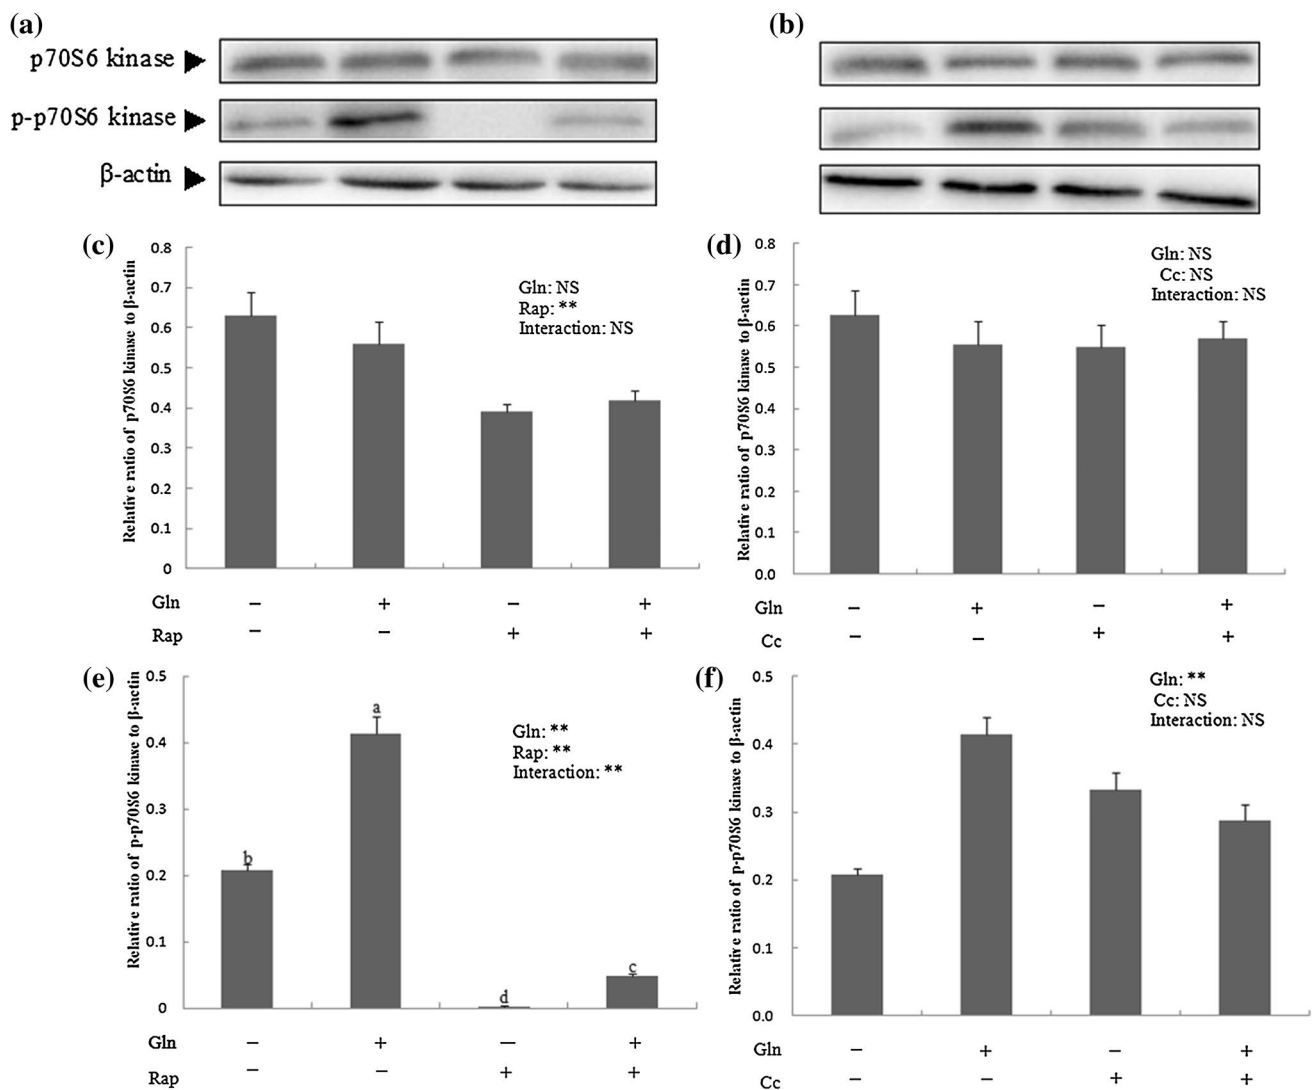 (a)
p70S6 kinase
p-p70S6 kinase
β-actin
(b)
(c)
Relative ratio of p70S6 kinase to β-actin
0.8
0.7
0.6
0.5
0.4
0.3
0.2
0.1
0
Gln: NS
Rap: **
Interaction: NS
Gln − + − +
Rap − − + +
(d)
Relative ratio of p70S6 kinase to β-actin
0.8
0.7
0.6
0.5
0.4
0.3
0.2
0.1
0.0
Gln: NS
Cc: NS
Interaction: NS
Gln − + − +
Cc − − + +
(e)
Relative ratio of p-p70S6 kinase to β-actin
0.5
0.4
0.3
0.2
0.1
0
b
a
d
c
Gln: **
Rap: **
Interaction: **
Gln − + − +
Rap − − + +
(f)
Relative ratio of p-p70S6 kinase to β-actin
0.5
0.4
0.3
0.2
0.1
0.0
Gln: **
Cc: NS
Interaction: NS
Gln − + − +
Cc − − + +